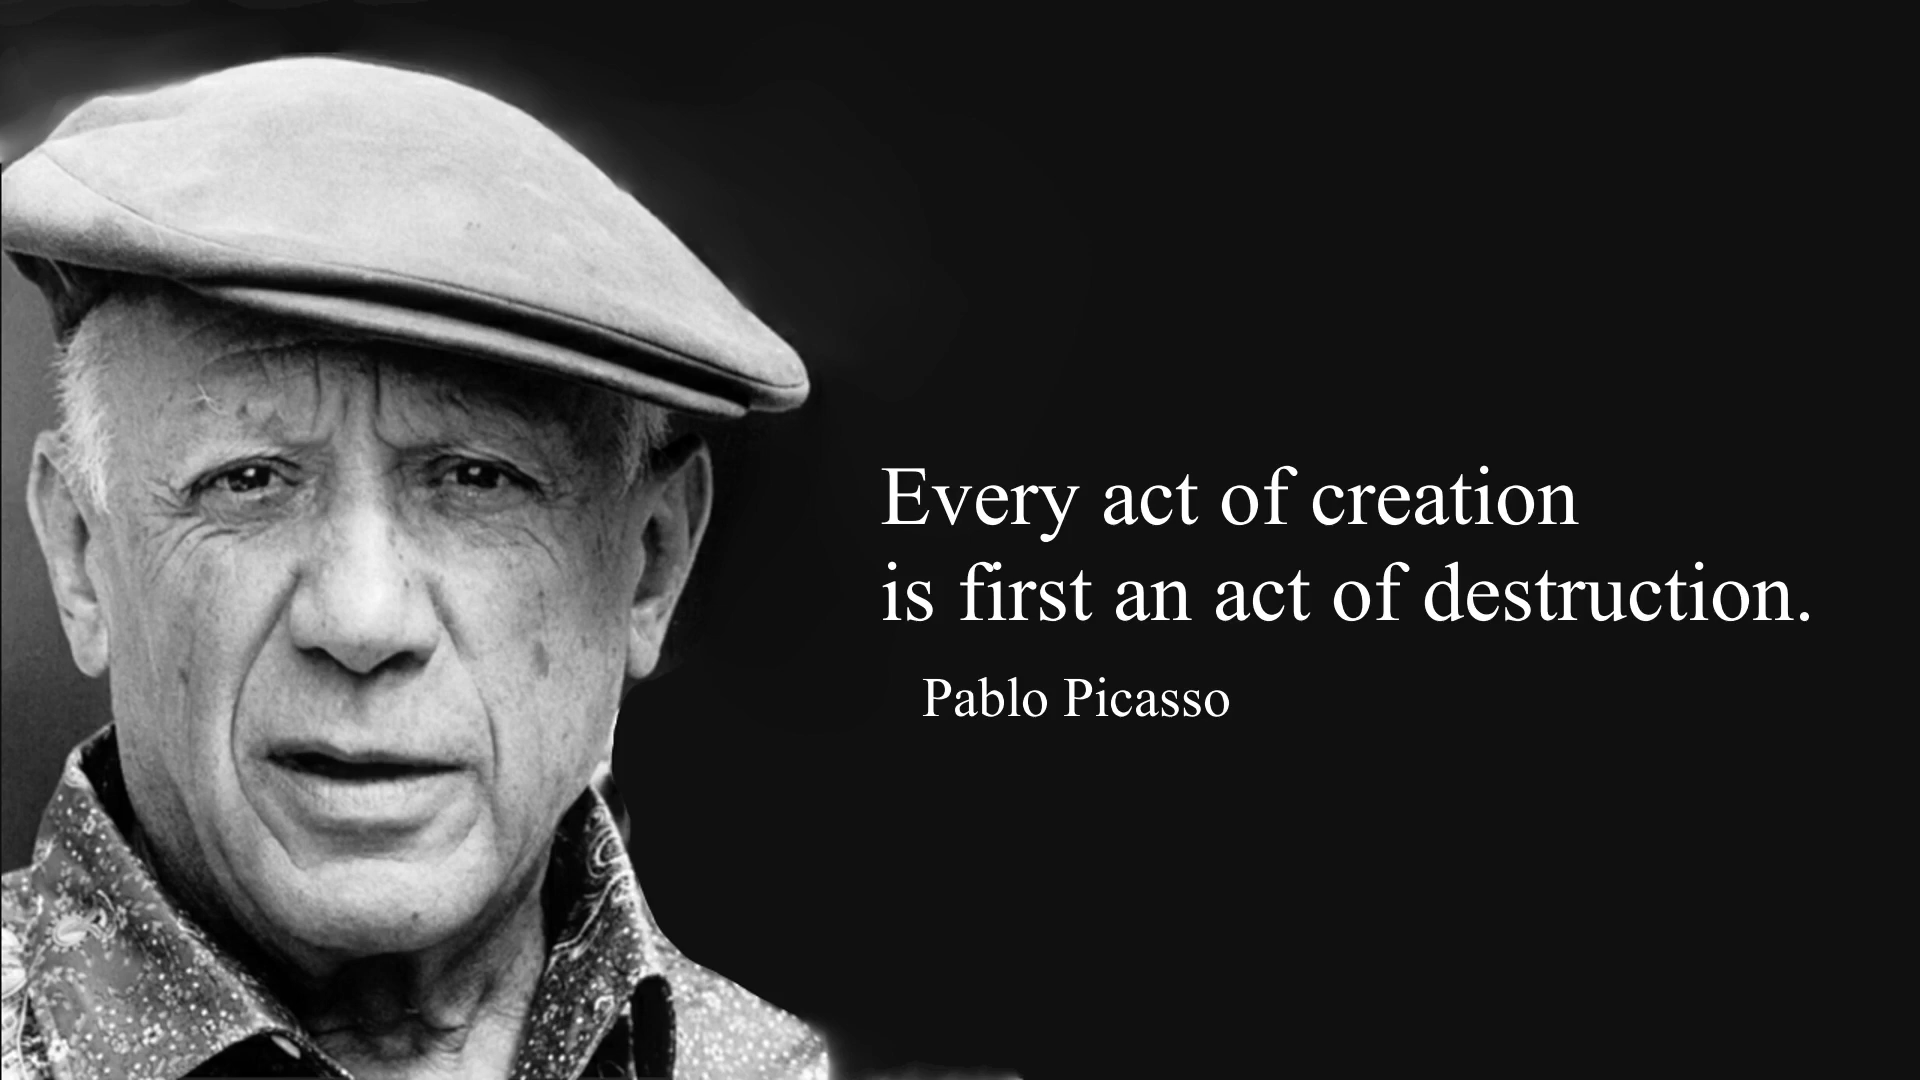 Every act of creation
is first an act of destruction.
Pablo Picasso